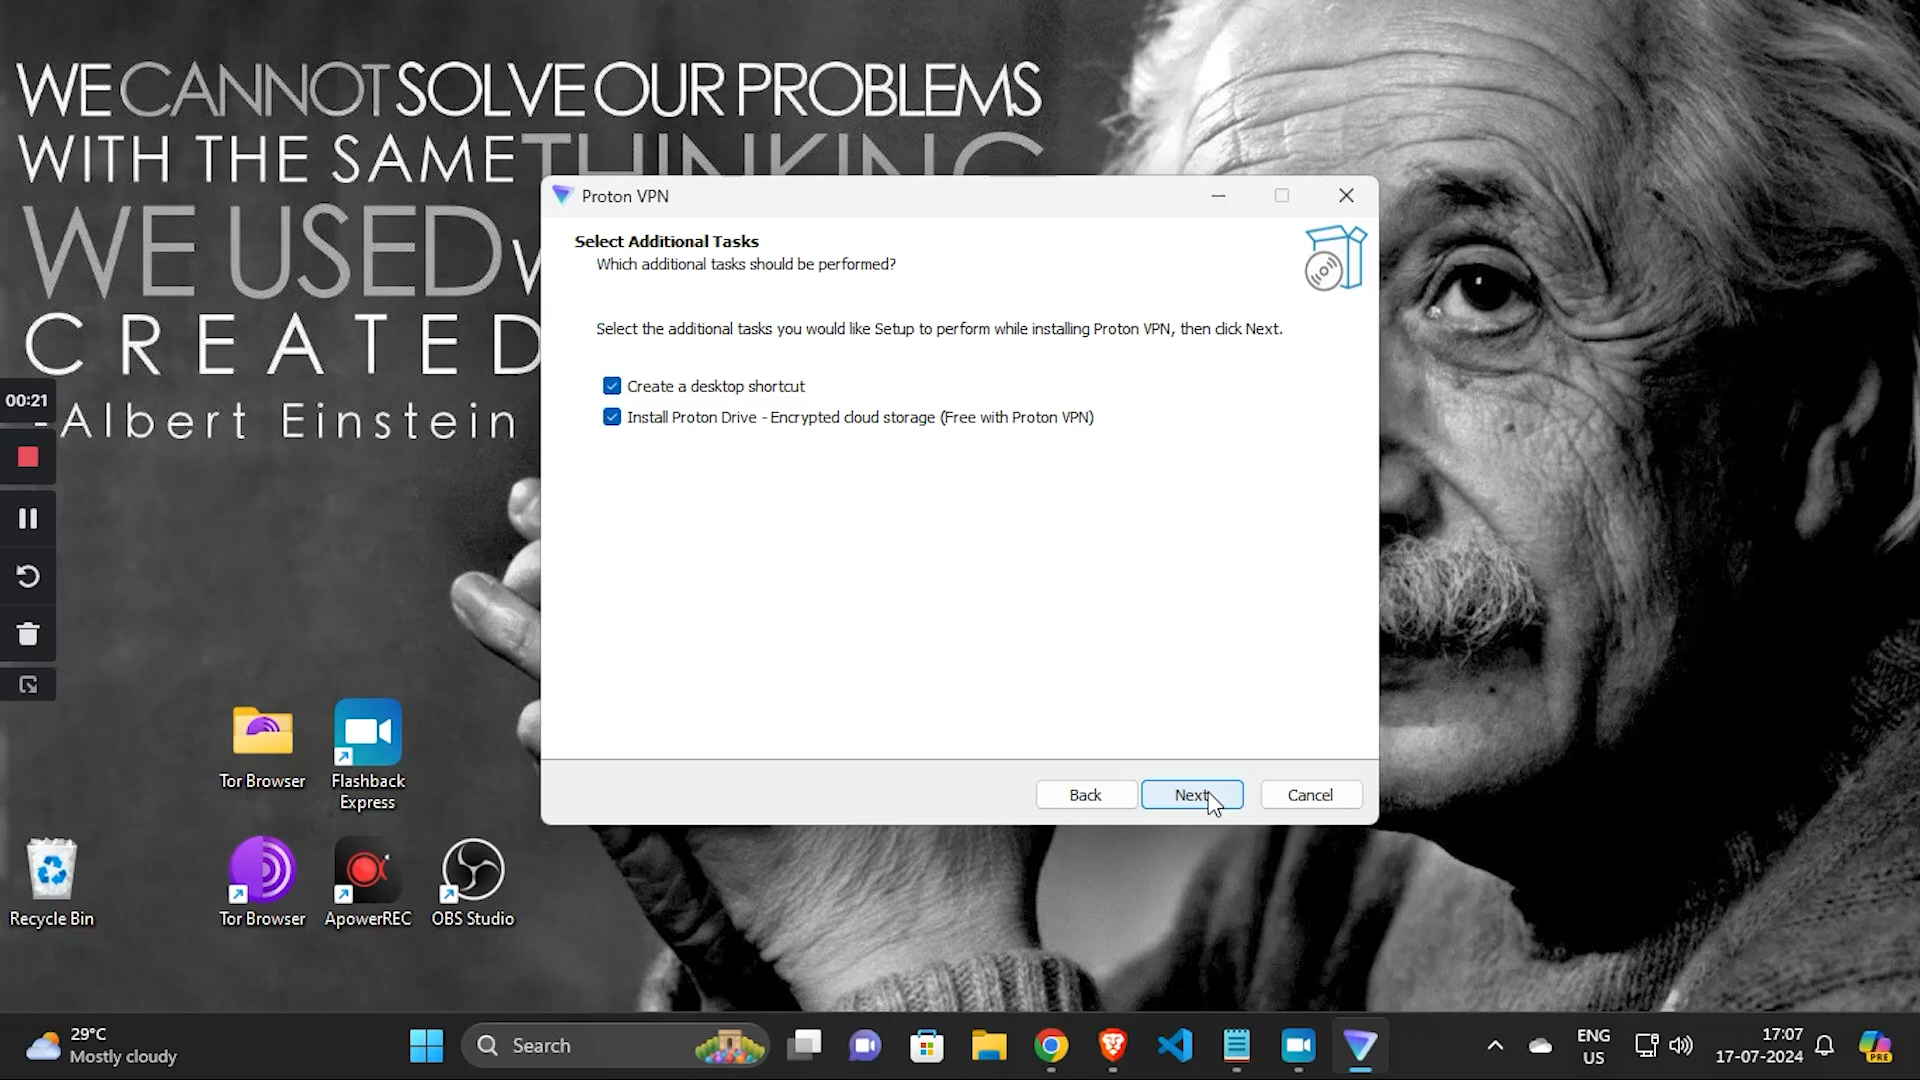 WE CANNOT SOLVE OUR PROBLEMS
WITH THE SAME THINKING
WE USED
CREATED
- Albert Einstein
Proton VPN
Select Additional Tasks
Which additional tasks should be performed?
Select the additional tasks you would like Setup to perform while installing Proton VPN, then click Next.
Create a desktop shortcut
Install Proton Drive - Encrypted cloud storage (Free with Proton VPN)
Back
Next
Cancel
00:21
Tor Browser
Flashback
Express
Recycle Bin
Tor Browser
ApowerREC
OBS Studio
29°C
Mostly cloudy
Search
ENG
US
17:07
17-07-2024
PRE